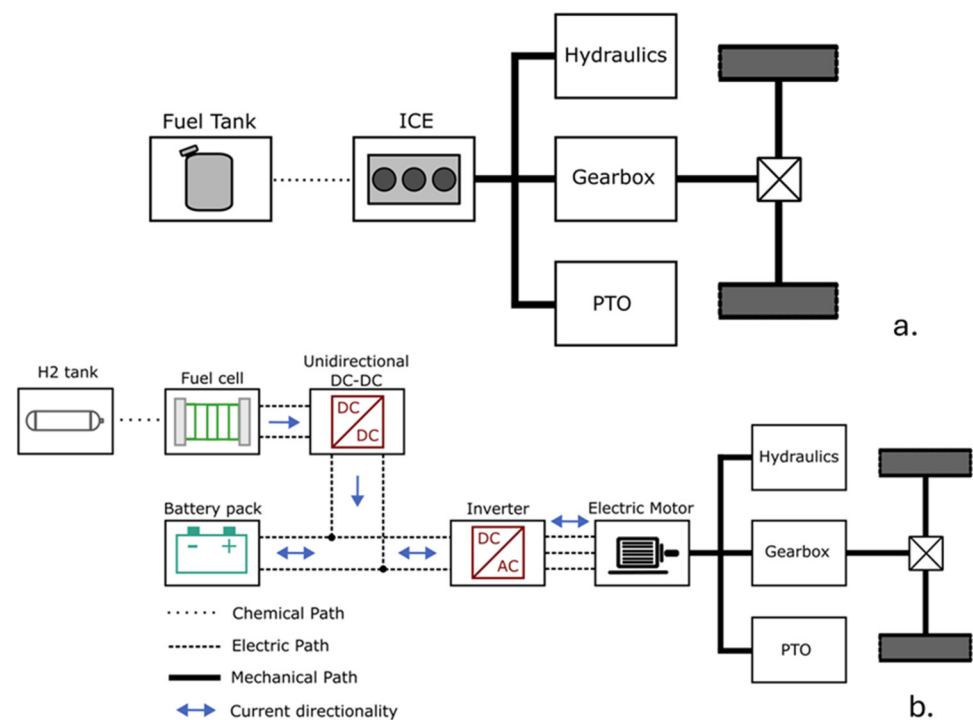 Hydraulics
Fuel Tank
ICE
Gearbox
PTO
a.
H2 tank
Fuel cell
Unidirectional
DC-DC
DC
DC
Hydraulics
Battery pack
- +
Inverter
DC
AC
Electric Motor
Gearbox
PTO
Chemical Path
Electric Path
Mechanical Path
Current directionality
b.